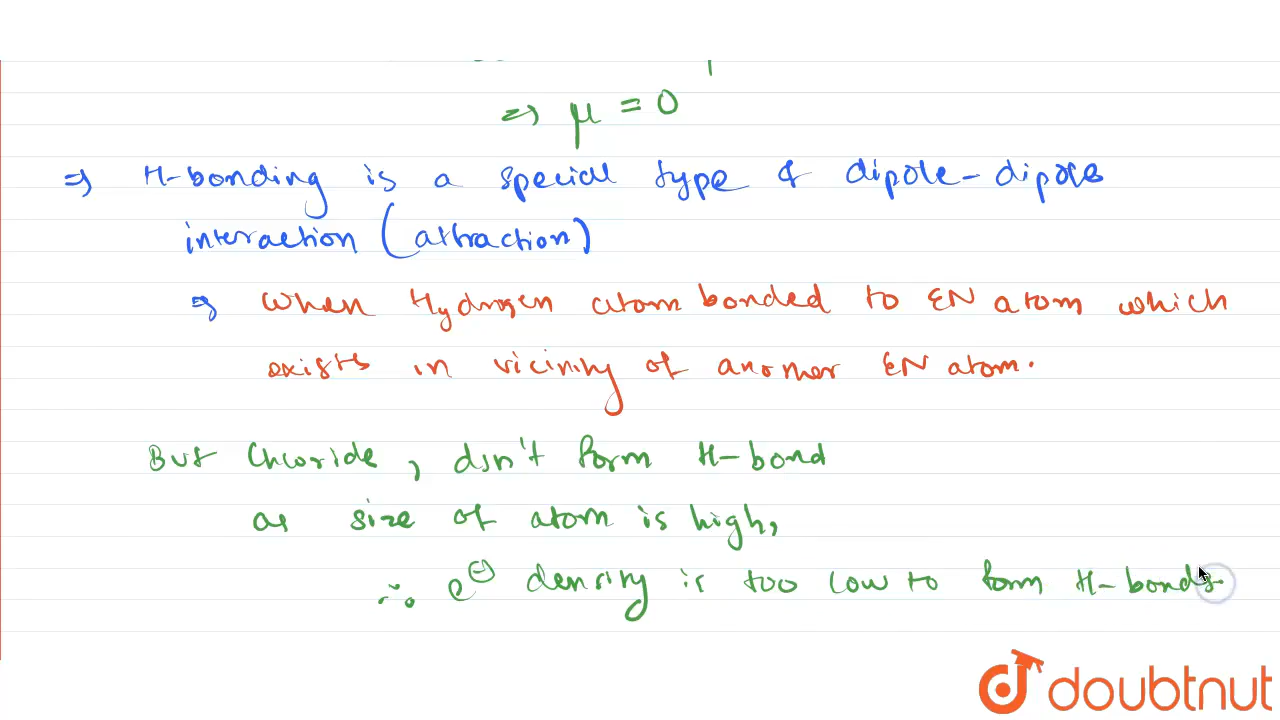 ⇒ μ = 0
⇒ H-bonding is a special type of dipole-dipole
interaction (attraction)
⇒ When Hydrogen atom bonded to EN atom which
exists in vicinity of another EN atom.
But Chloride, dsn't form H-bond
as size of atom is high,
∴ e⊖ density is too low to form H-bonds.
doubtnut